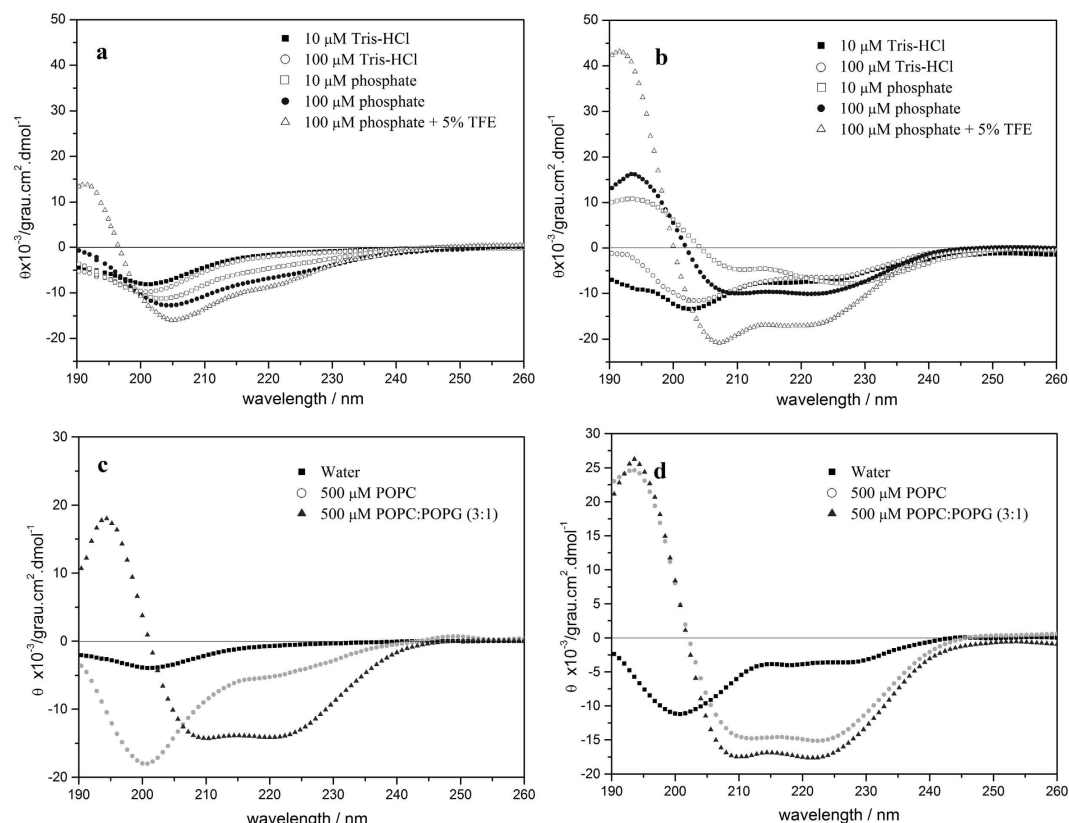 a
10 µM Tris-HCl
100 µM Tris-HCl
10 µM phosphate
100 µM phosphate
100 µM phosphate + 5% TFE
θx10⁻³/grau.cm².dmol⁻¹
50
40
30
20
10
0
-10
-20
190 200 210 220 230 240 250 260
wavelength / nm
b
10 µM Tris-HCl
100 µM Tris-HCl
10 µM phosphate
100 µM phosphate
100 µM phosphate + 5% TFE
θx10⁻³/grau.cm².dmol⁻¹
50
40
30
20
10
0
-10
-20
190 200 210 220 230 240 250 260
wavelength / nm
c
Water
500 µM POPC
500 µM POPC:POPG (3:1)
θ x10⁻³/grau.cm².dmol⁻¹
30
20
10
0
-10
-20
190 200 210 220 230 240 250 260
wavelength / nm
d
Water
500 µM POPC
500 µM POPC:POPG (3:1)
θ x10⁻³/grau.cm².dmol⁻¹
30
25
20
15
10
5
0
-5
-10
-15
-20
190 200 210 220 230 240 250 260
wavelength / nm